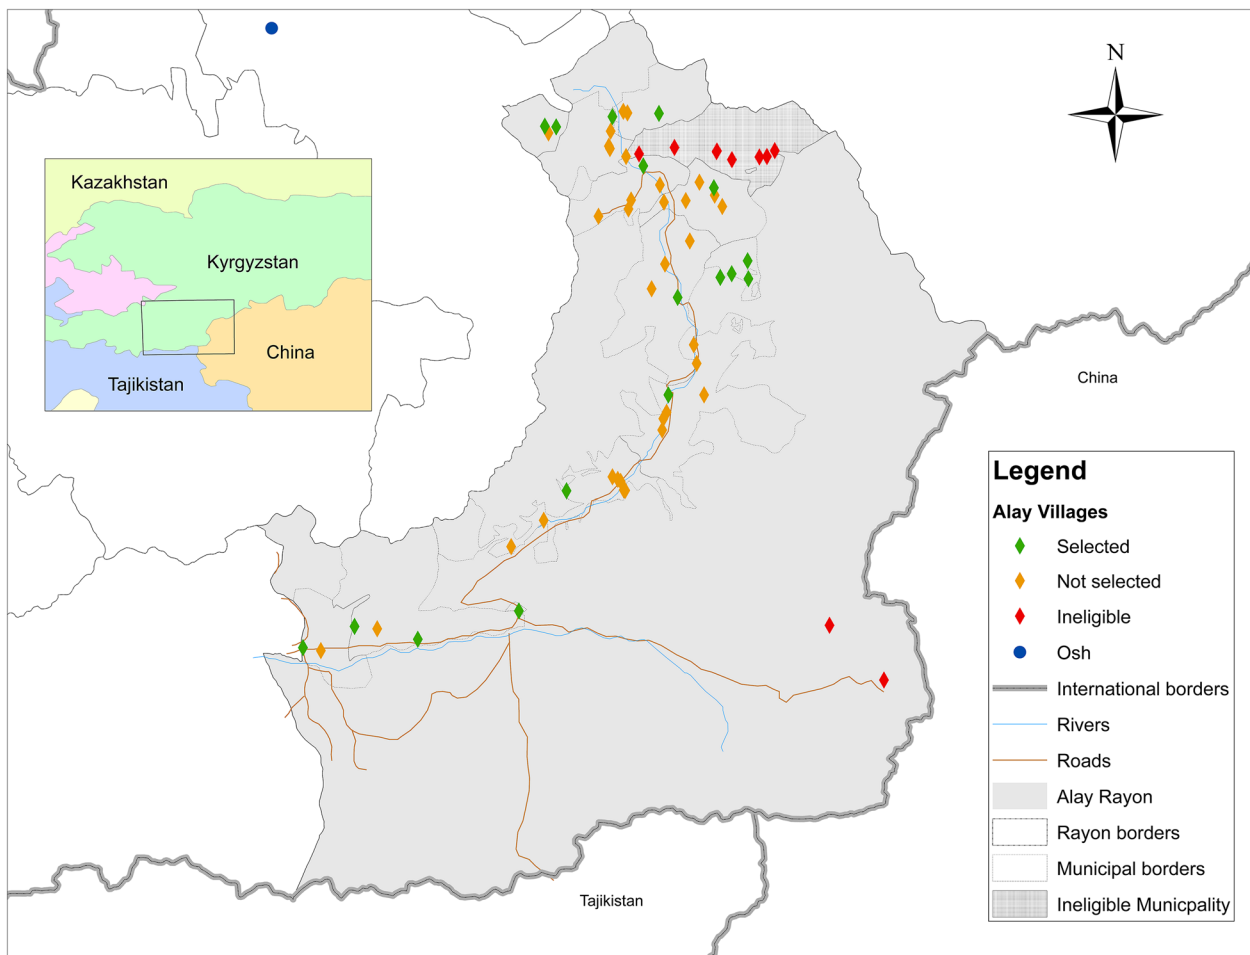 N
Kazakhstan
Kyrgyzstan
China
Tajikistan
China
Legend
Alay Villages
Selected
Not selected
Ineligible
Osh
International borders
Rivers
Roads
Alay Rayon
Rayon borders
Municipal borders
Ineligible Municpality
Tajikistan